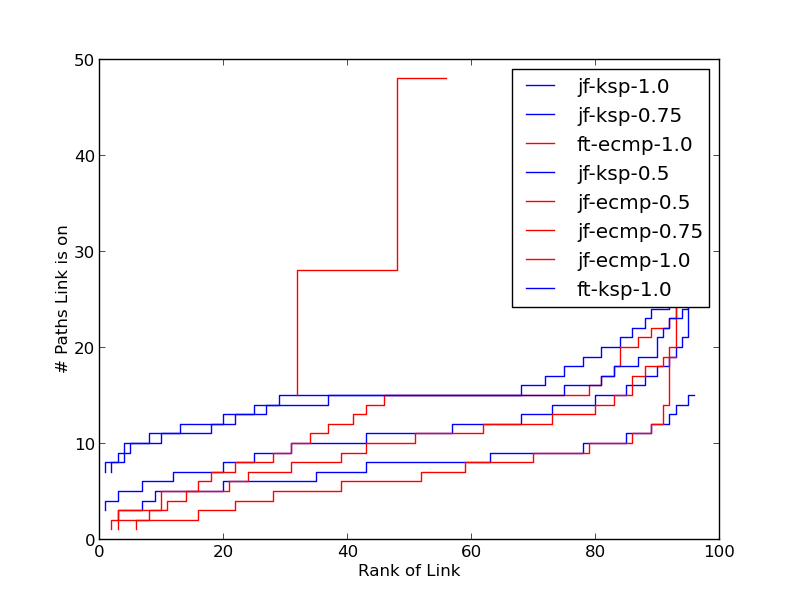 50
40
30
20
10
0
# Paths Link is on
jf-ksp-1.0
jf-ksp-0.75
ft-ecmp-1.0
jf-ksp-0.5
jf-ecmp-0.5
jf-ecmp-0.75
jf-ecmp-1.0
ft-ksp-1.0
0 20 40 60 80 100
Rank of Link